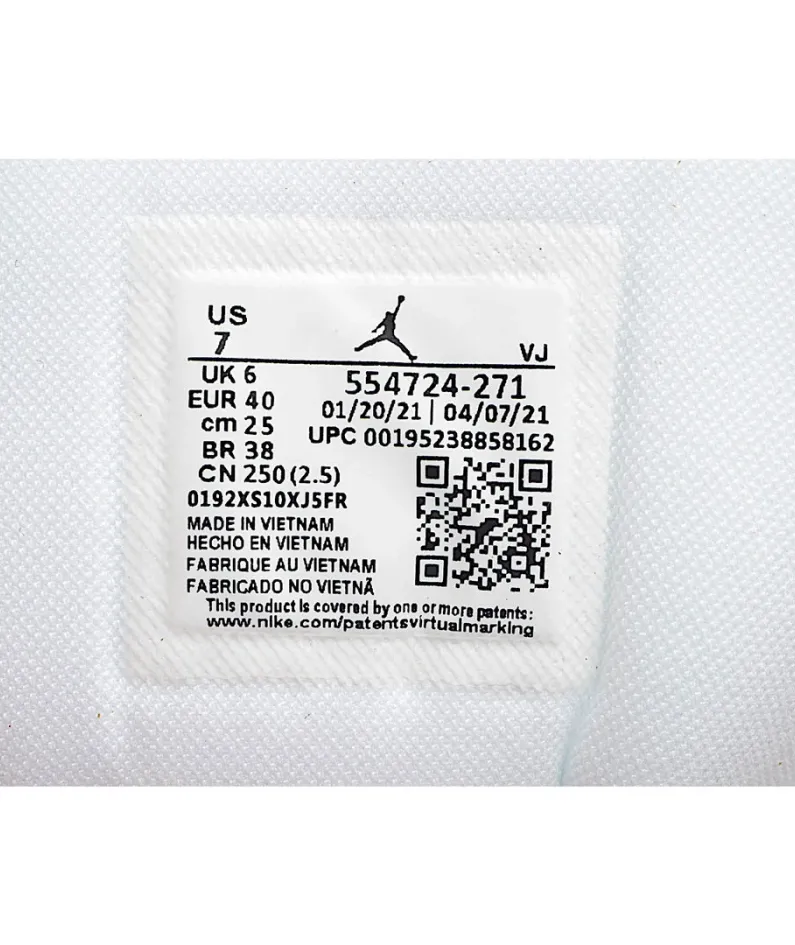 US
7
VJ
UK 6
EUR 40
cm 25
BR 38
CN 250 (2.5)
554724-271
01/20/21 | 04/07/21
UPC 00195238858162
0192XS10XJ5FR
MADE IN VIETNAM
HECHO EN VIETNAM
FABRIQUE AU VIETNAM
FABRICADO NO VIETNÃ
This product is covered by one or more patents:
www.nike.com/patentsvirtualmarking